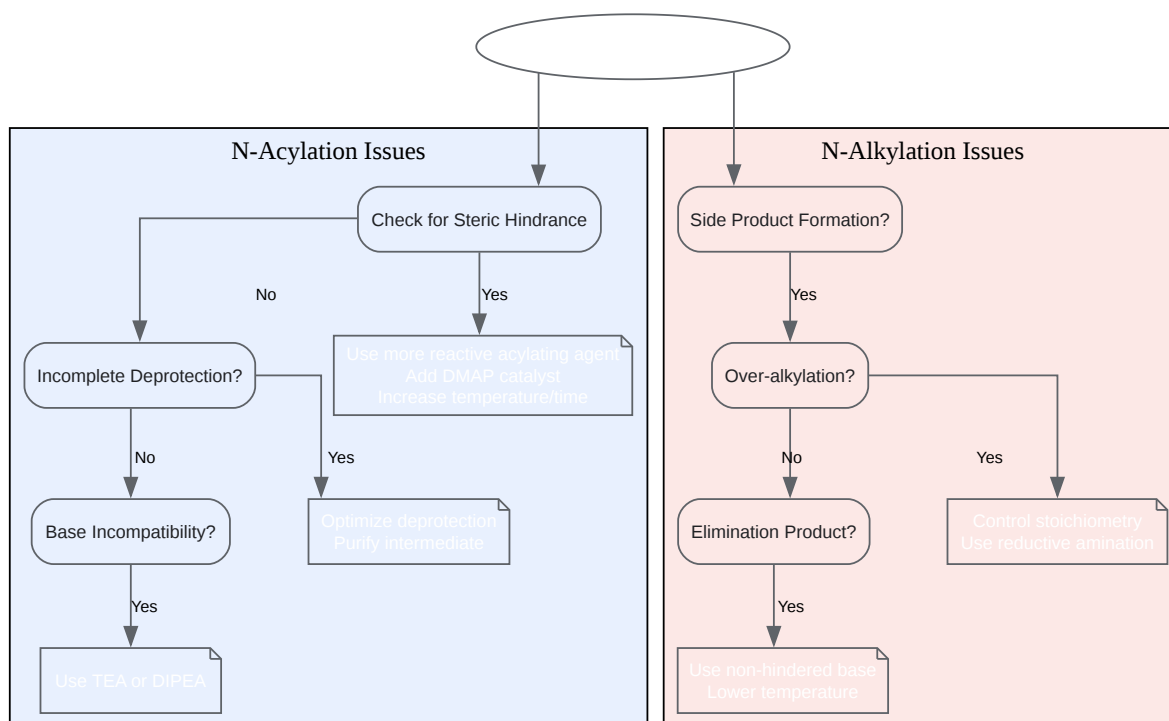 N-Acylation Issues
N-Alkylation Issues
Check for Steric Hindrance
Side Product Formation?
No
Yes
Yes
Use more reactive acylating agent
Add DMAP catalyst
Increase temperature/time
Incomplete Deprotection?
Over-alkylation?
No
Yes
No
Yes
Base Incompatibility?
Optimize deprotection
Purify intermediate
Elimination Product?
Control stoichiometry
Use reductive amination
Yes
Yes
Use TEA or DIPEA
Use non-hindered base
Lower temperature